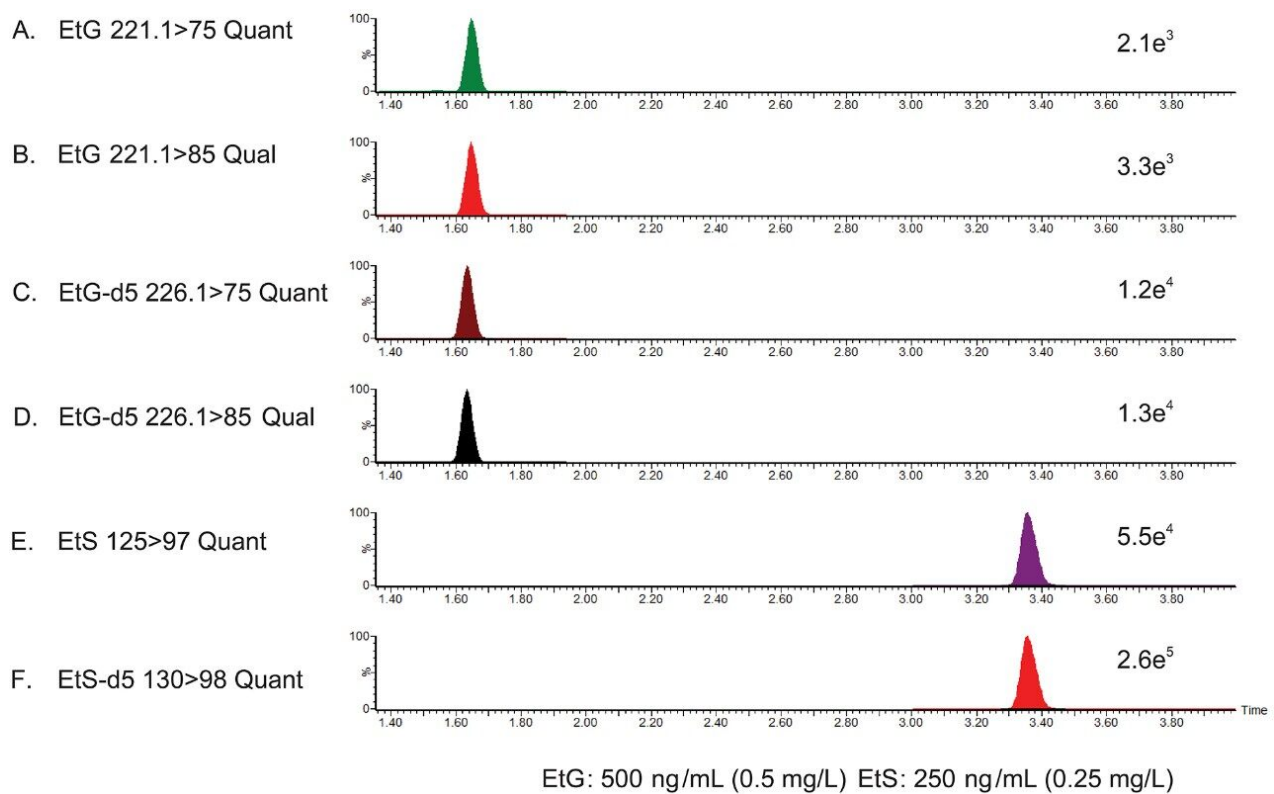 A. EtG 221.1>75 Quant
100
%
0
2.1e³
1.40 1.60 1.80 2.00 2.20 2.40 2.60 2.80 3.00 3.20 3.40 3.60 3.80
B. EtG 221.1>85 Qual
100
%
0
3.3e³
1.40 1.60 1.80 2.00 2.20 2.40 2.60 2.80 3.00 3.20 3.40 3.60 3.80
C. EtG-d5 226.1>75 Quant
100
%
0
1.2e⁴
1.40 1.60 1.80 2.00 2.20 2.40 2.60 2.80 3.00 3.20 3.40 3.60 3.80
D. EtG-d5 226.1>85 Qual
100
%
0
1.3e⁴
1.40 1.60 1.80 2.00 2.20 2.40 2.60 2.80 3.00 3.20 3.40 3.60 3.80
E. EtS 125>97 Quant
100
%
0
5.5e⁴
1.40 1.60 1.80 2.00 2.20 2.40 2.60 2.80 3.00 3.20 3.40 3.60 3.80
F. EtS-d5 130>98 Quant
100
%
0
2.6e⁵
Time
1.40 1.60 1.80 2.00 2.20 2.40 2.60 2.80 3.00 3.20 3.40 3.60 3.80
EtG: 500 ng/mL (0.5 mg/L) EtS: 250 ng/mL (0.25 mg/L)